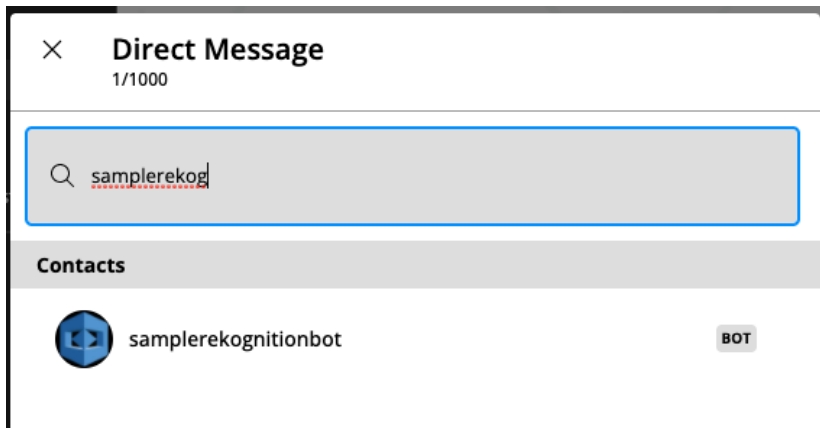 Direct Message
1/1000
samplerekog
Contacts
samplerekognitionbot
BOT